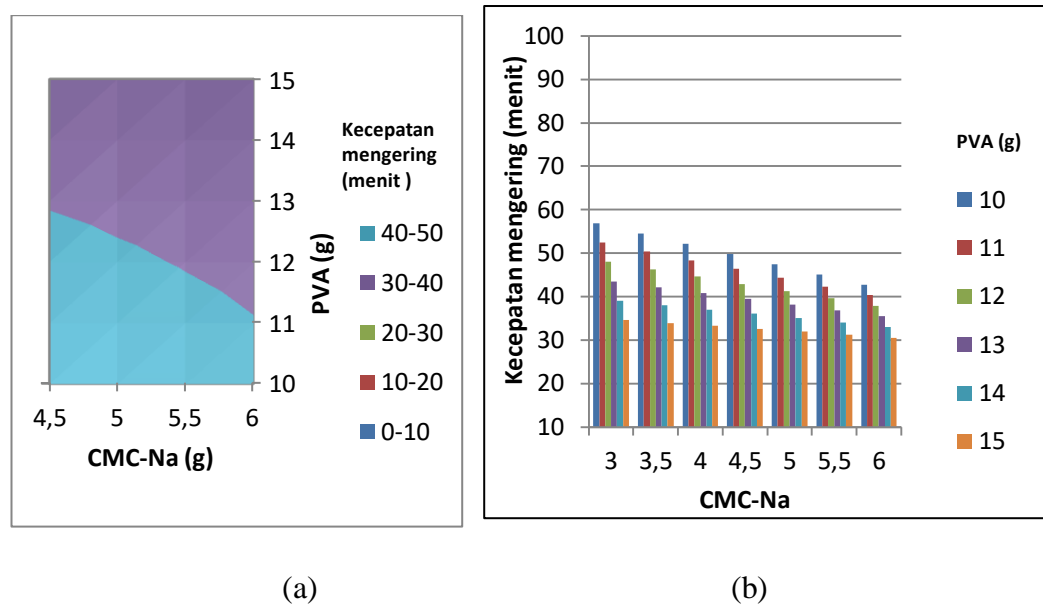 15
14
13
12
11
10
PVA (g)
4,5 5 5,5 6
CMC-Na (g)
Kecepatan
mengering
(menit )
40-50
30-40
20-30
10-20
0-10
(a)
Kecepatan mengering (menit)
100
90
80
70
60
50
40
30
20
10
3 3,5 4 4,5 5 5,5 6
CMC-Na
PVA (g)
10
11
12
13
14
15
(b)